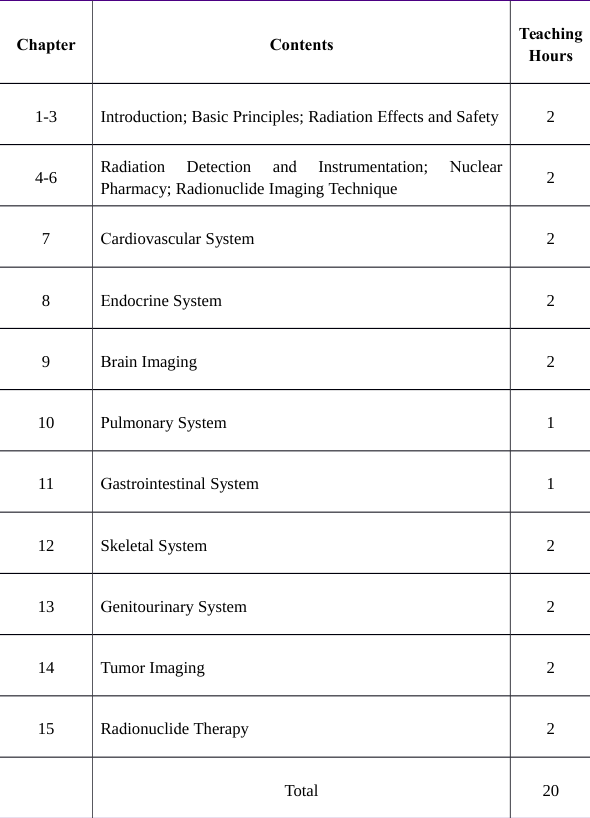 Chapter Contents Teaching Hours
1-3 Introduction; Basic Principles; Radiation Effects and Safety 2
4-6 Radiation Detection and Instrumentation; Nuclear
Pharmacy; Radionuclide Imaging Technique 2
7 Cardiovascular System 2
8 Endocrine System 2
9 Brain Imaging 2
10 Pulmonary System 1
11 Gastrointestinal System 1
12 Skeletal System 2
13 Genitourinary System 2
14 Tumor Imaging 2
15 Radionuclide Therapy 2
Total 20